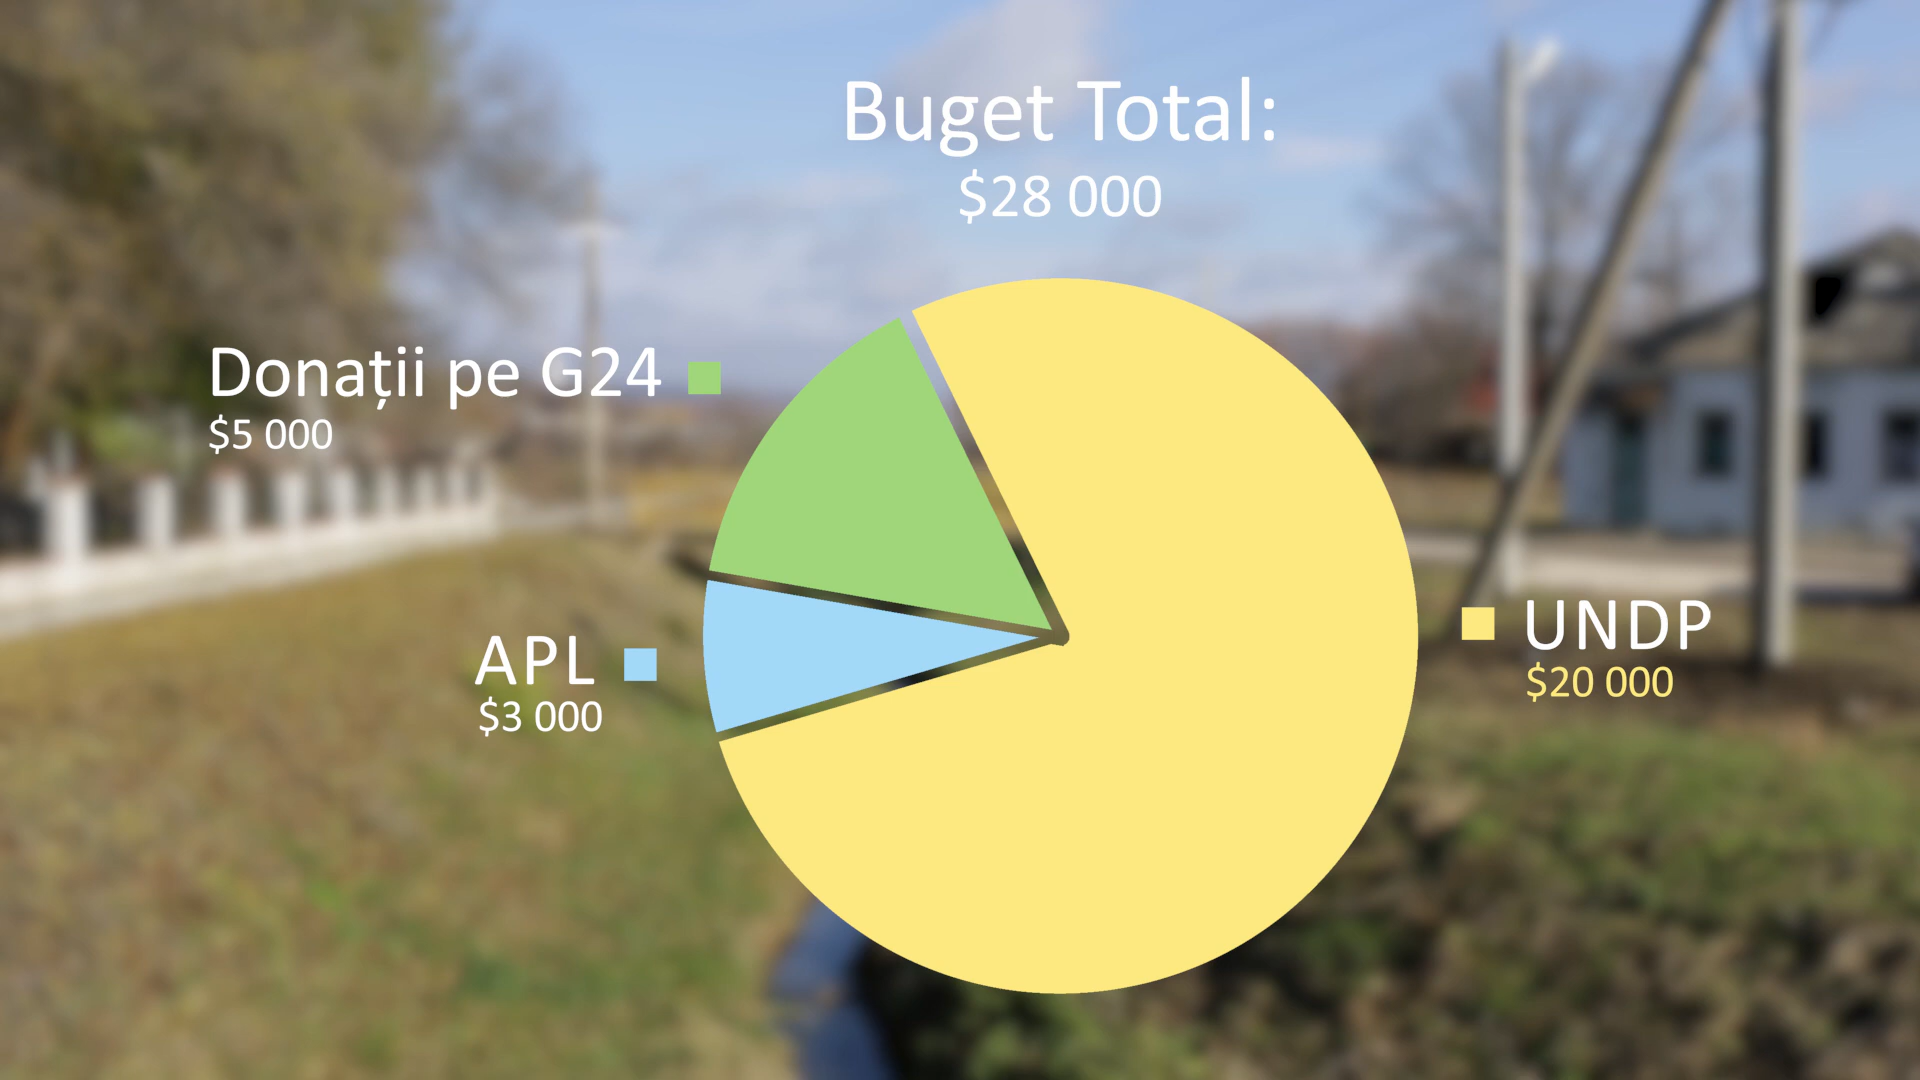 Buget Total:
$28 000
Donații pe G24
$5 000
APL
$3 000
UNDP
$20 000